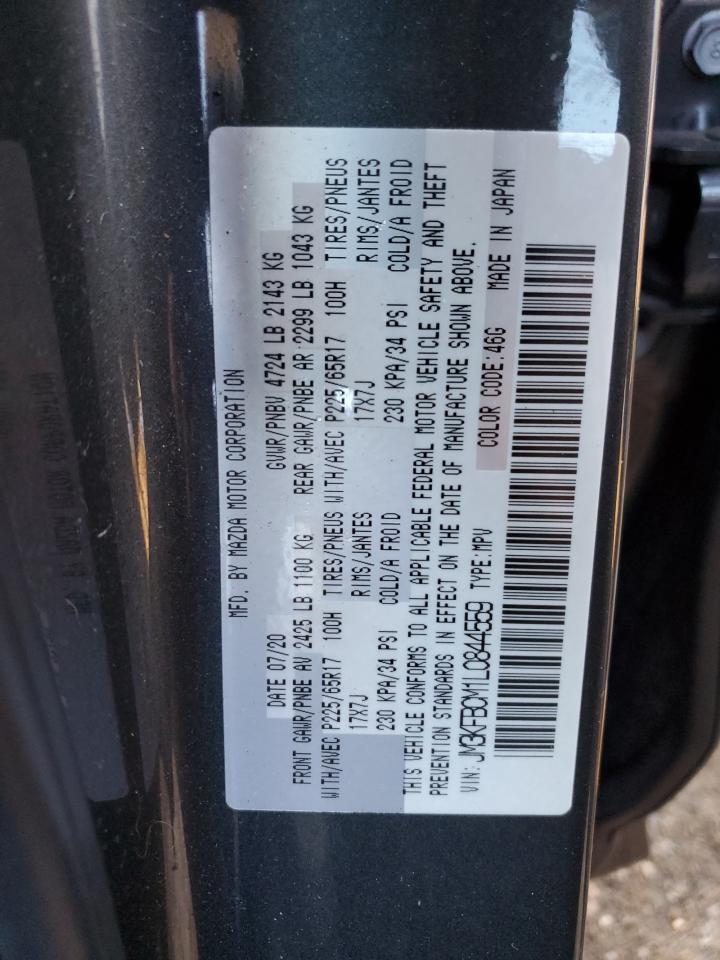 MFD. BY MAZDA MOTOR CORPORATION
DATE 07/20 GVWR/PNBV 4724 LB 2143 KG
FRONT GAWR/PNBE AV 2425 LB 1100 KG REAR GAWR/PNBE AR 2299 LB 1043 KG
WITH/AVEC P225/65R17 100H TIRES/PNEUS WITH/AVEC P225/65R17 100H TIRES/PNEUS
17X7J RIMS/JANTES 17X7J RIMS/JANTES
230 KPA/34 PSI COLD/A FROID 230 KPA/34 PSI COLD/A FROID
THIS VEHICLE CONFORMS TO ALL APPLICABLE FEDERAL MOTOR VEHICLE SAFETY AND THEFT
PREVENTION STANDARDS IN EFFECT ON THE DATE OF MANUFACTURE SHOWN ABOVE.
VIN: JM3KFBCM1L0844559 TYPE:MPV COLOR CODE:46G MADE IN JAPAN